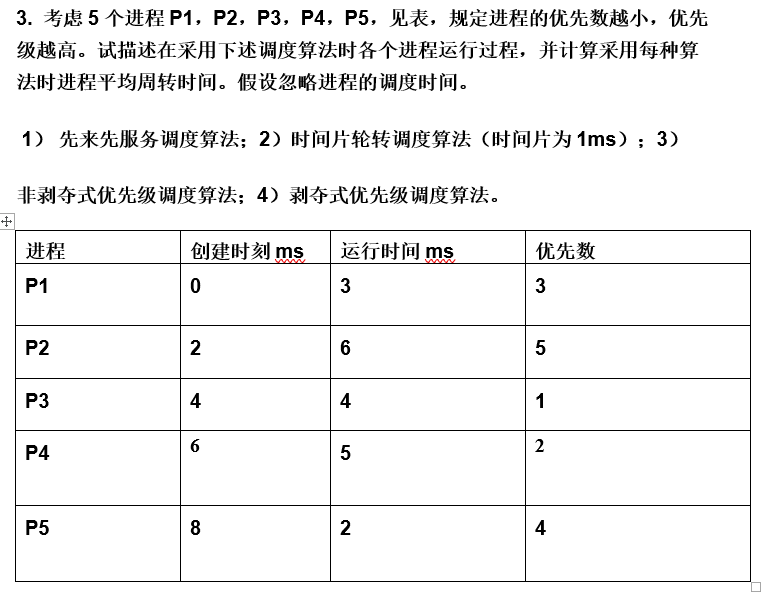 3. 考虑 5 个进程 P1，P2，P3，P4，P5，见表，规定进程的优先数越小，优先
级越高。试描述在采用下述调度算法时各个进程运行过程，并计算采用每种算
法时进程平均周转时间。假设忽略进程的调度时间。
1） 先来先服务调度算法；2）时间片轮转调度算法（时间片为 1ms）；3）
非剥夺式优先级调度算法；4）剥夺式优先级调度算法。
进程 创建时刻 ms 运行时间 ms 优先数
P1 0 3 3
P2 2 6 5
P3 4 4 1
P4 6 5 2
P5 8 2 4